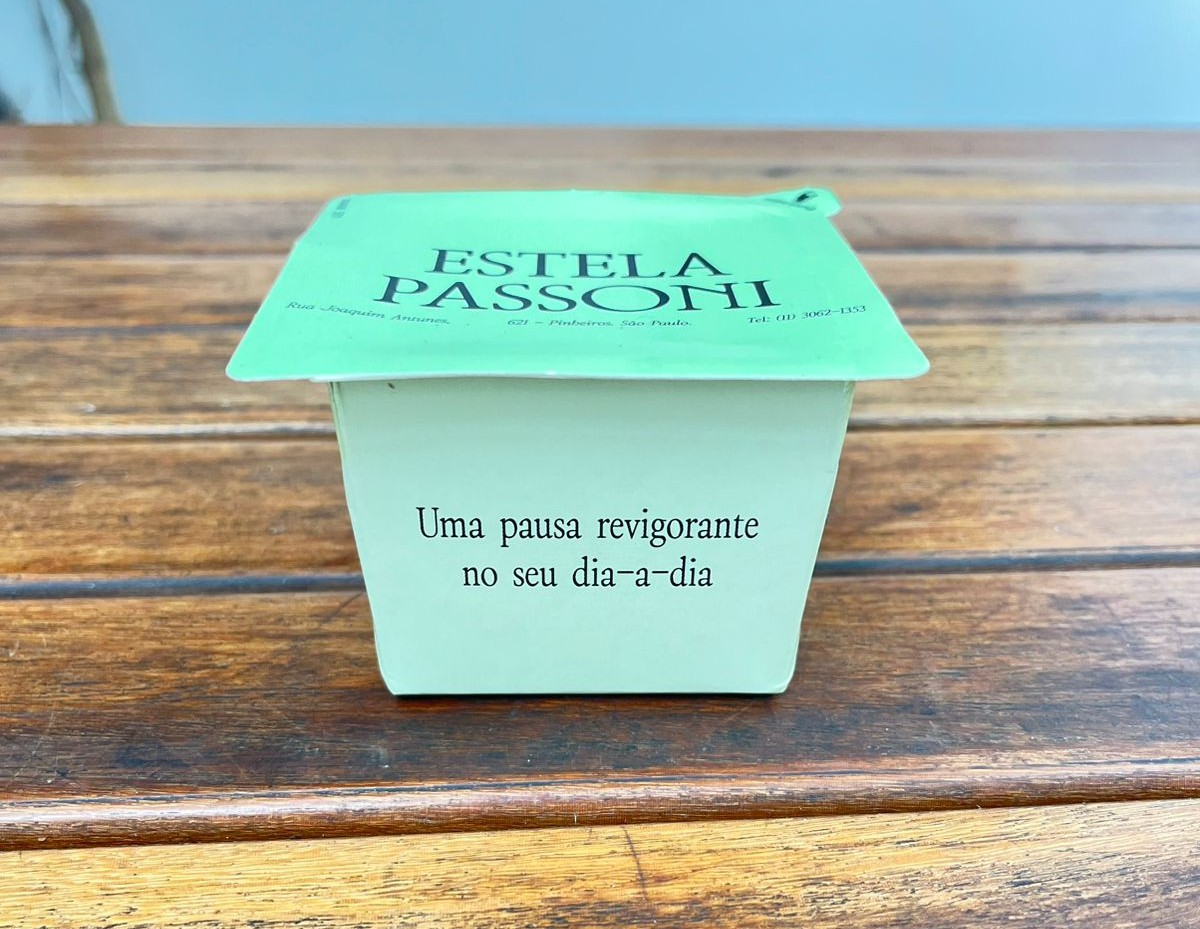 ESTELA
PASSONI
Rua Joaquim Antunes, 621 – Pinheiros. São Paulo. Tel: (11) 3062–1353
Uma pausa revigorante
no seu dia–a–dia